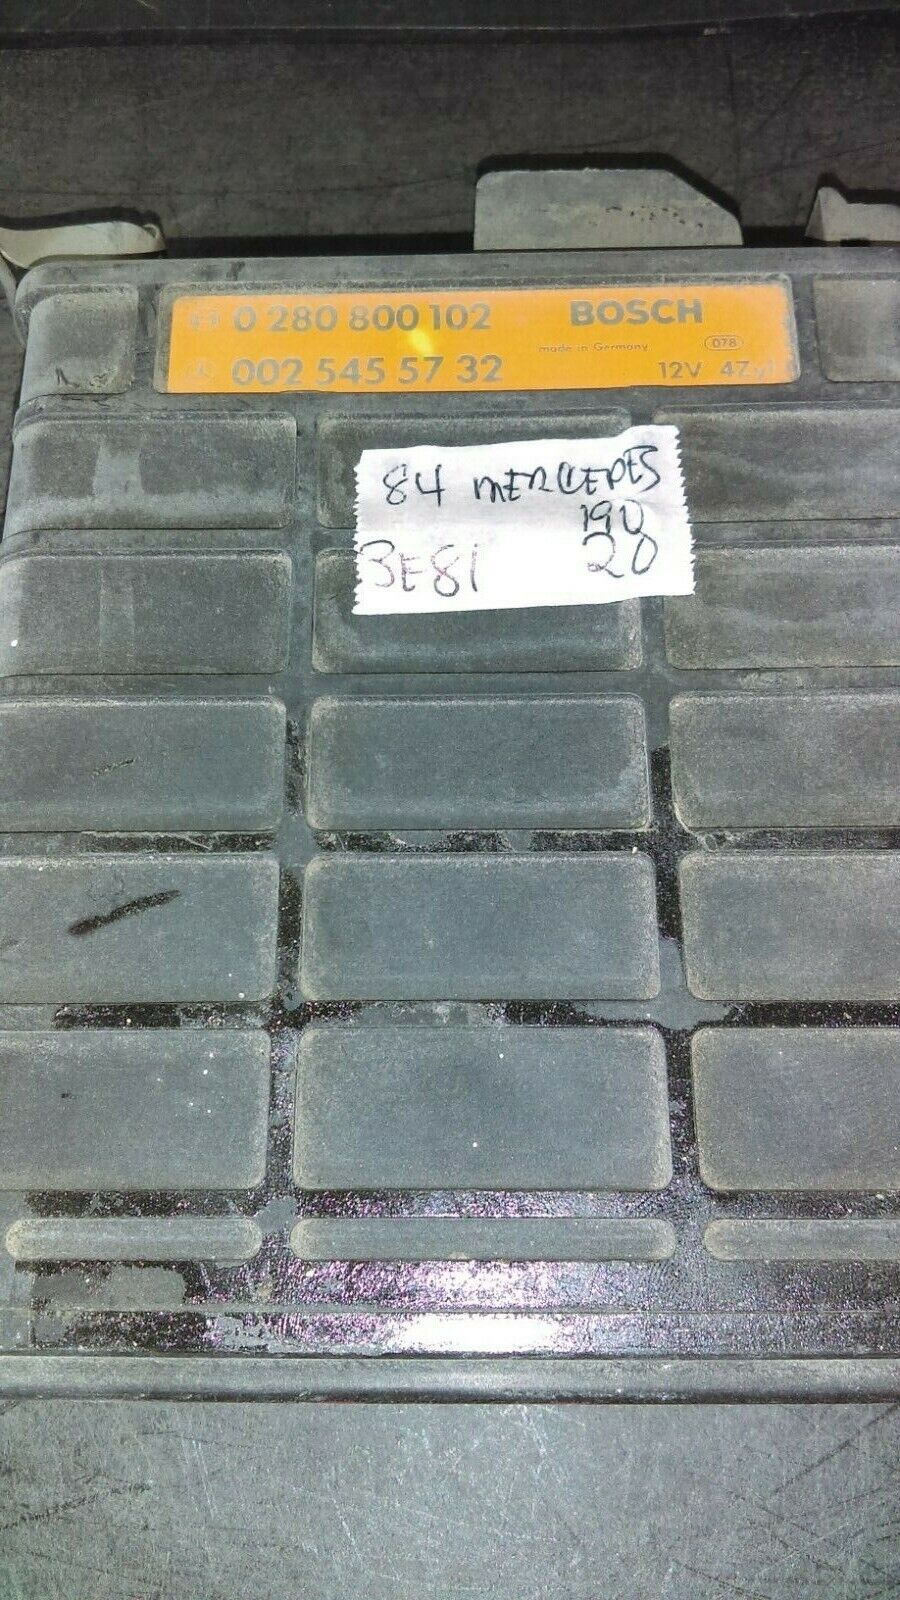 0 280 800 102 BOSCH
made in Germany 078
002 545 57 32 12V 4Zyl
84 MERCEDES
190
3E81 20